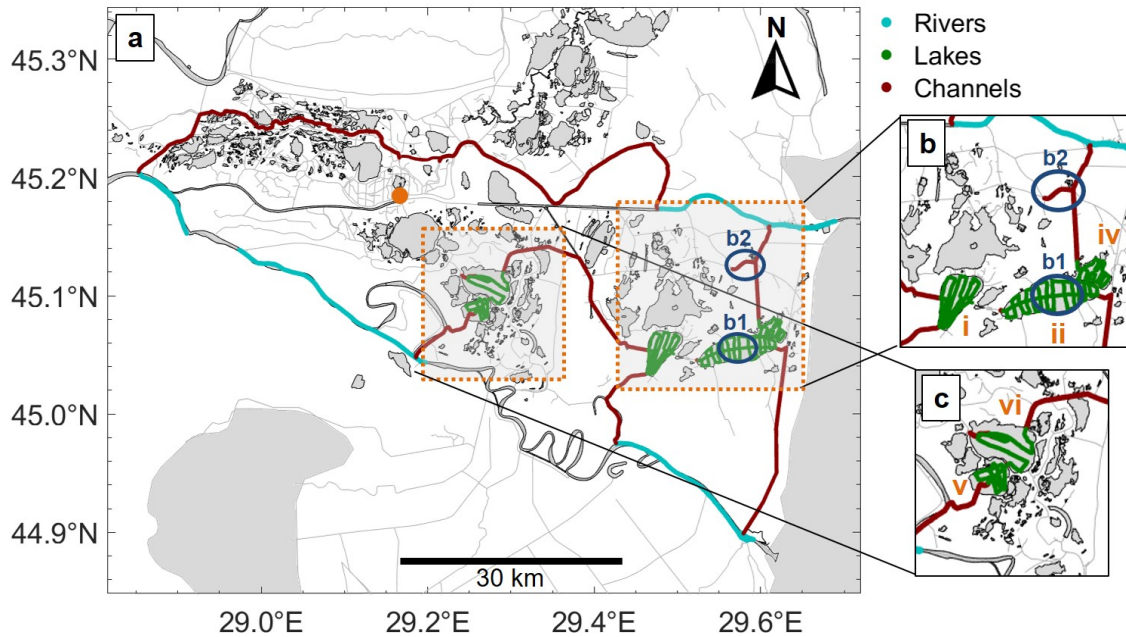 a
N
45.3°N
45.2°N
45.1°N
45.0°N
44.9°N
29.0°E
29.2°E
29.4°E
29.6°E
30 km
b2
b1
Rivers
Lakes
Channels
b
b2
iv
b1
i
ii
c
vi
v